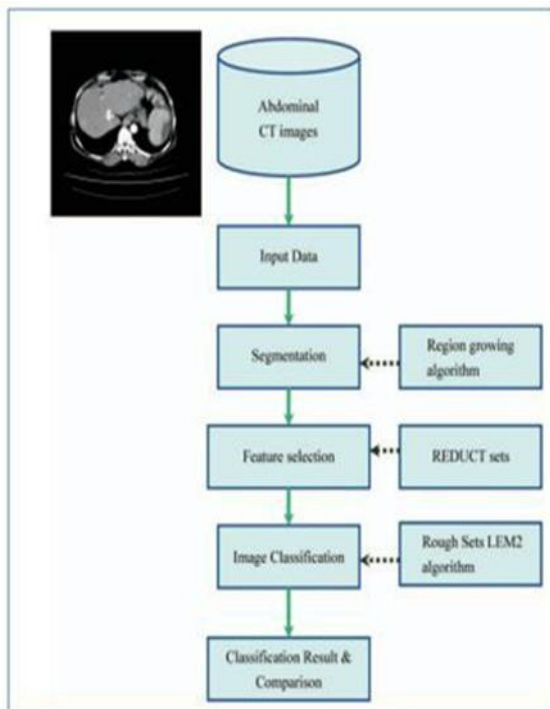 Abdominal
CT images
Input Data
Segmentation
Region growing
algorithm
Feature selection
REDUCT sets
Image Classification
Rough Sets LEM2
algorithm
Classification Result &
Comparison